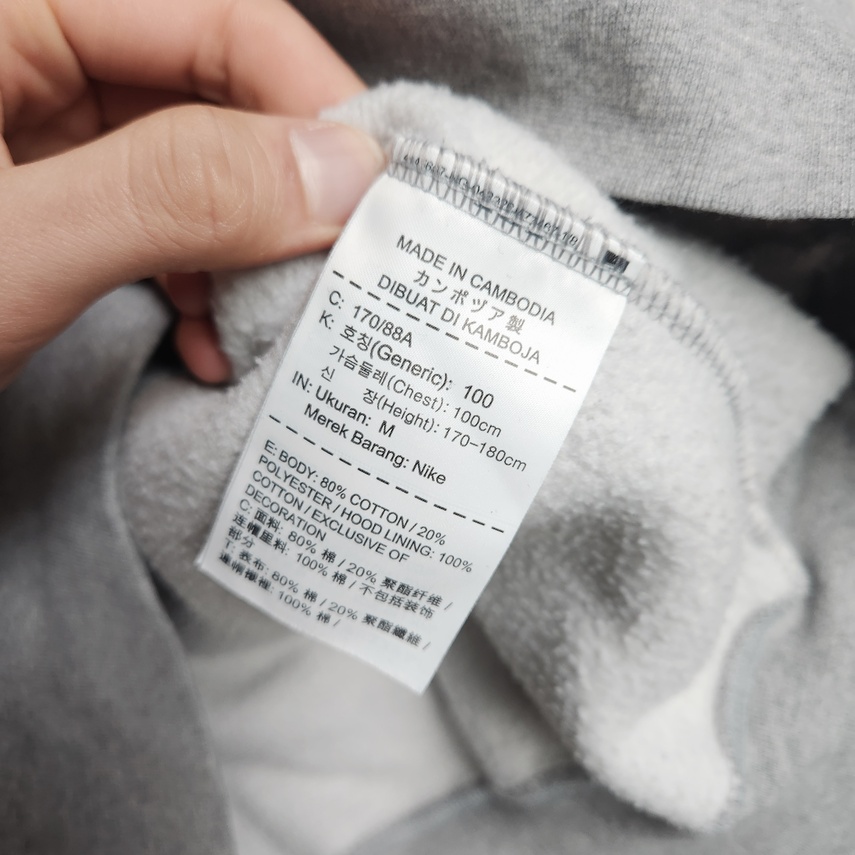 MADE IN CAMBODIA
カンボヅア製
DIBUAT DI KAMBOJA
C: 170/88A
K: 호칭(Generic): 100
가슴둘레(Chest): 100cm
신 장(Height): 170-180cm
IN: Ukuran: M
Merek Barang: Nike
E: BODY: 80% COTTON / 20%
POLYESTER / HOOD LINING: 100%
COTTON / EXCLUSIVE OF
DECORATION
C: 面料: 80% 棉 / 20% 聚酯纤维 /
连帽里料: 100% 棉 / 不包括装饰
部分
T: 表布: 80% 棉 / 20% 聚酯纖維 /
連帽撞裡: 100% 棉 /